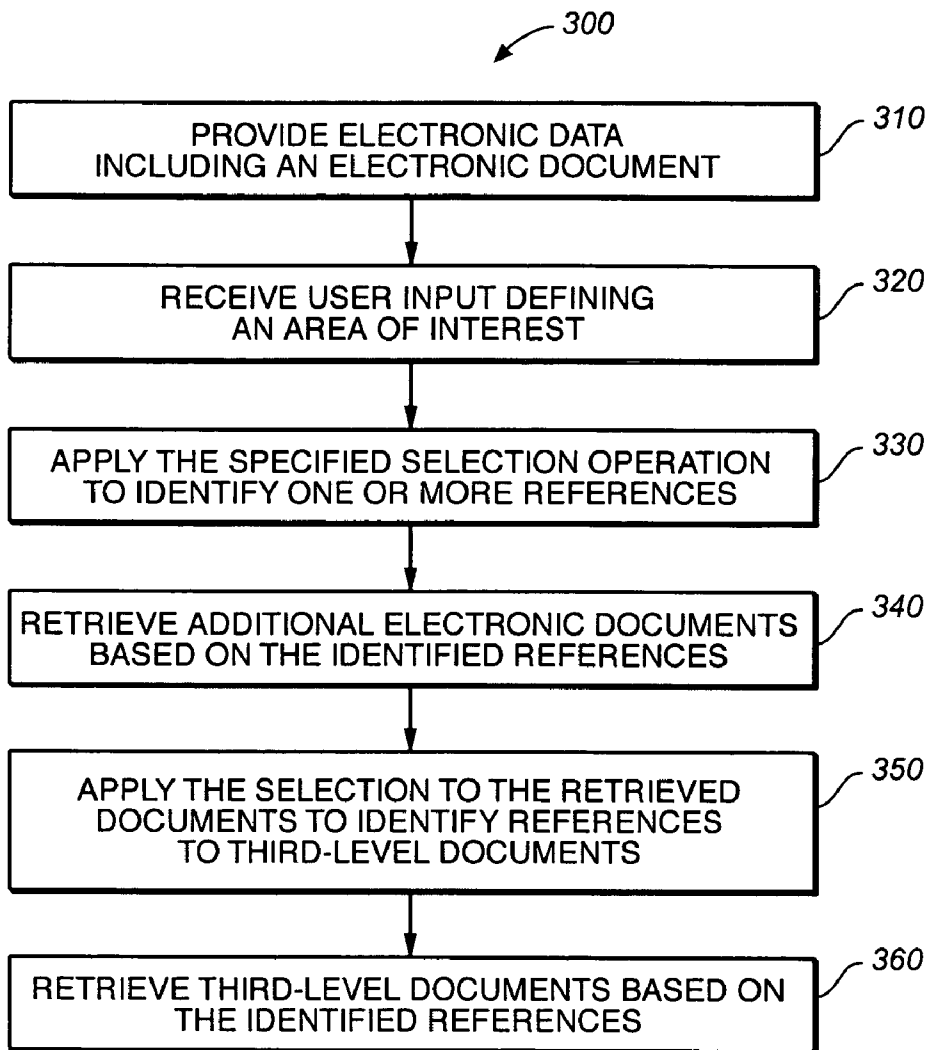 300
PROVIDE ELECTRONIC DATA
INCLUDING AN ELECTRONIC DOCUMENT
310
RECEIVE USER INPUT DEFINING
AN AREA OF INTEREST
320
APPLY THE SPECIFIED SELECTION OPERATION
TO IDENTIFY ONE OR MORE REFERENCES
330
RETRIEVE ADDITIONAL ELECTRONIC DOCUMENTS
BASED ON THE IDENTIFIED REFERENCES
340
APPLY THE SELECTION TO THE RETRIEVED
DOCUMENTS TO IDENTIFY REFERENCES
TO THIRD-LEVEL DOCUMENTS
350
RETRIEVE THIRD-LEVEL DOCUMENTS BASED ON
THE IDENTIFIED REFERENCES
360